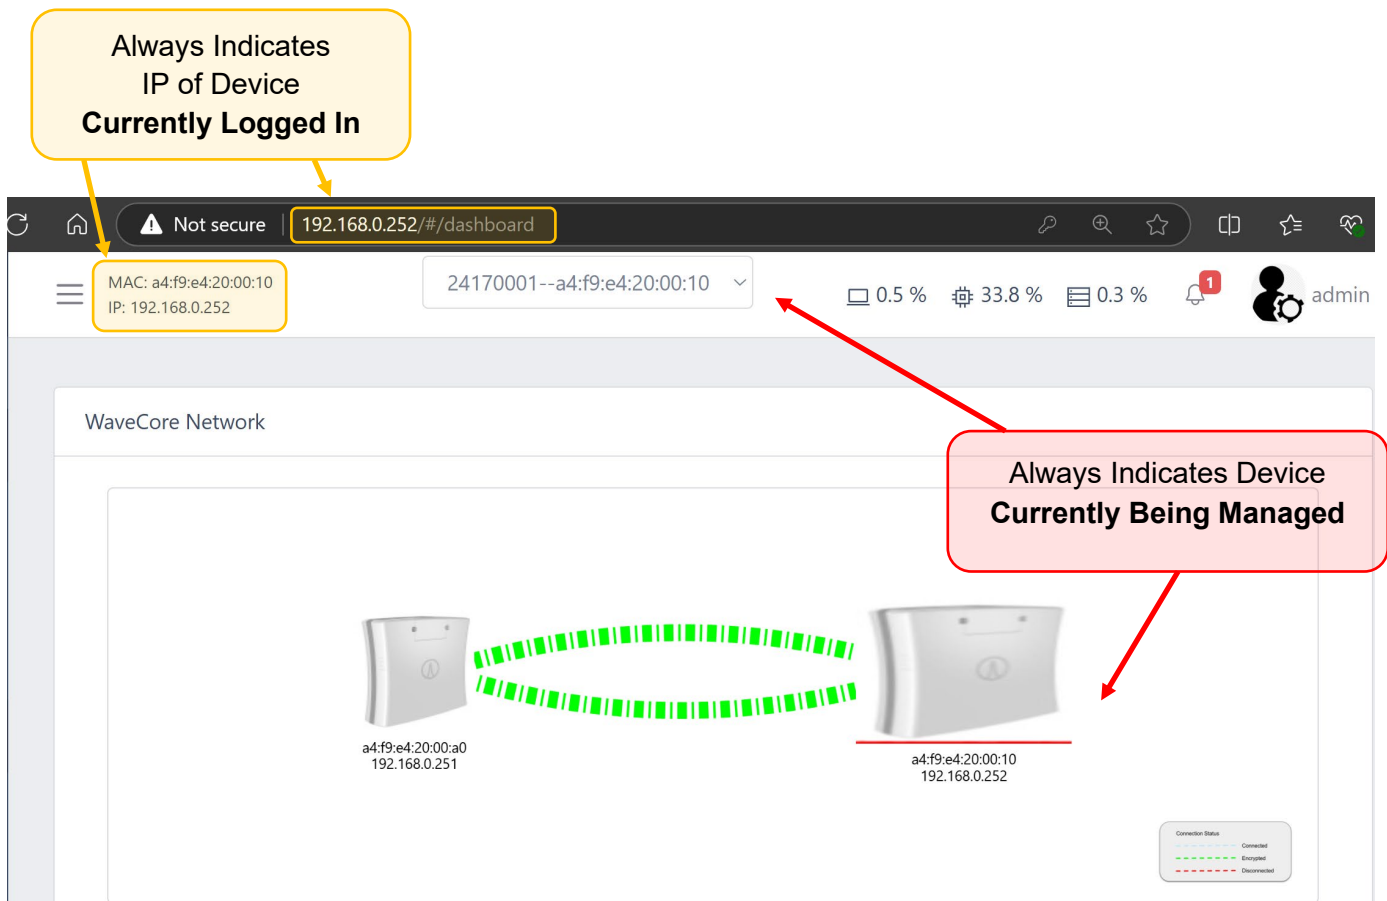 Always Indicates
IP of Device
Currently Logged In
Not secure
192.168.0.252/#/dashboard
MAC: a4:f9:e4:20:00:10
IP: 192.168.0.252
24170001--a4:f9:e4:20:00:10
0.5 %
33.8 %
0.3 %
1
admin
WaveCore Network
Always Indicates Device
Currently Being Managed
a4:f9:e4:20:00:a0
192.168.0.251
a4:f9:e4:20:00:10
192.168.0.252
Connection Status
Connected
Encrypted
Disconnected